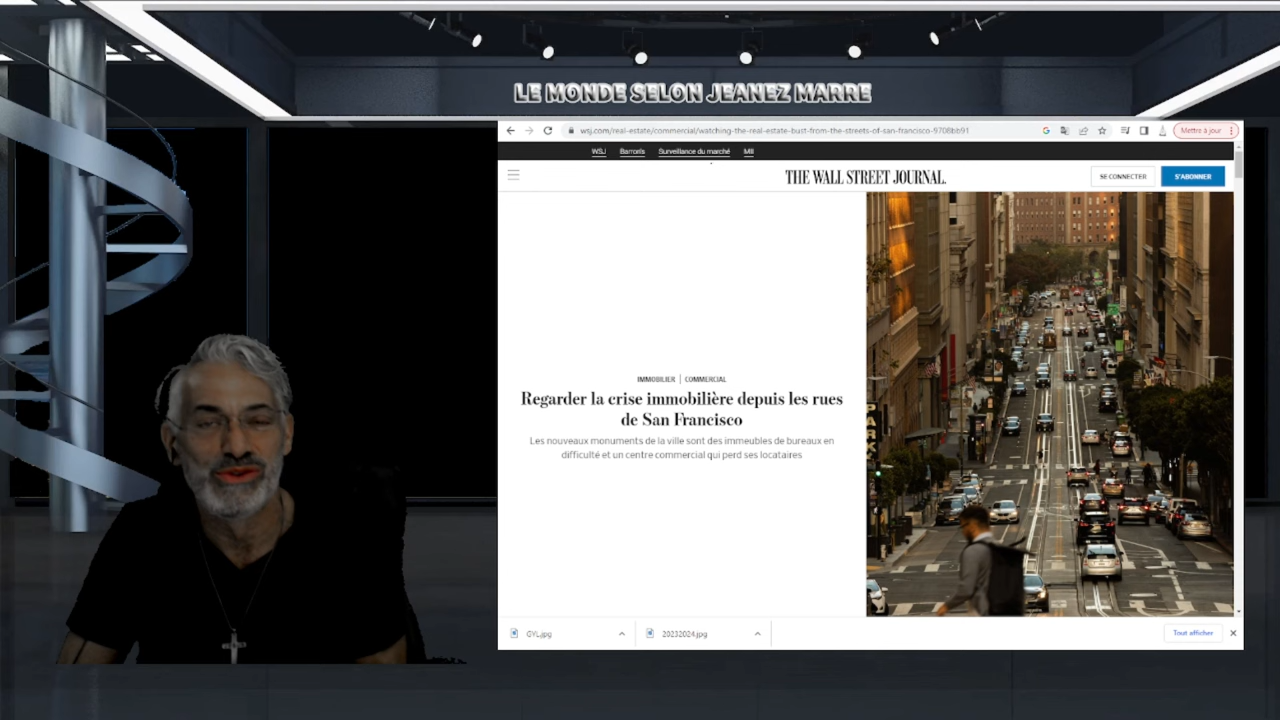 LE MONDE SELON JEANEZ MARRE
wsj.com/real-estate/commercial/watching-the-real-estate-bust-from-the-streets-of-san-francisco-9708bb91
Mettre à jour
WSJ Barrons Surveillance du marché MII
THE WALL STREET JOURNAL.
SE CONNECTER
S'ABONNER
IMMOBILIER | COMMERCIAL
Regarder la crise immobilière depuis les rues
de San Francisco
Les nouveaux monuments de la ville sont des immeubles de bureaux en
difficulté et un centre commercial qui perd ses locataires
PARK
GYL.jpg
20232024.jpg
Tout afficher